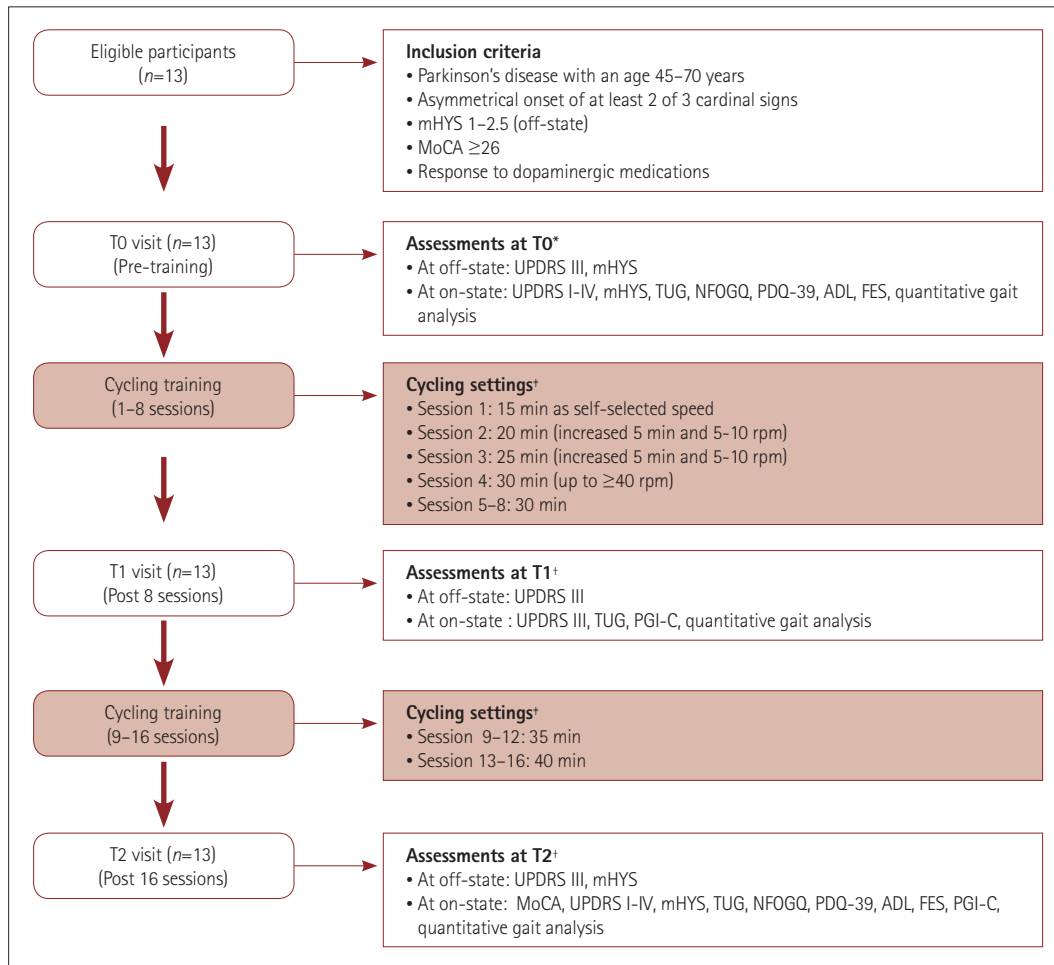 Eligible participants
(n=13)
Inclusion criteria
• Parkinson's disease with an age 45–70 years
• Asymmetrical onset of at least 2 of 3 cardinal signs
• mHYS 1–2.5 (off-state)
• MoCA ≥26
• Response to dopaminergic medications
T0 visit (n=13)
(Pre-training)
Assessments at T0*
• At off-state: UPDRS III, mHYS
• At on-state: UPDRS I-IV, mHYS, TUG, NFOGQ, PDQ-39, ADL, FES, quantitative gait
analysis
Cycling training
(1–8 sessions)
Cycling settings†
• Session 1: 15 min as self-selected speed
• Session 2: 20 min (increased 5 min and 5-10 rpm)
• Session 3: 25 min (increased 5 min and 5-10 rpm)
• Session 4: 30 min (up to ≥40 rpm)
• Session 5–8: 30 min
T1 visit (n=13)
(Post 8 sessions)
Assessments at T1†
• At off-state: UPDRS III
• At on-state : UPDRS III, TUG, PGI-C, quantitative gait analysis
Cycling training
(9–16 sessions)
Cycling settings†
• Session 9–12: 35 min
• Session 13–16: 40 min
T2 visit (n=13)
(Post 16 sessions)
Assessments at T2†
• At off-state: UPDRS III, mHYS
• At on-state: MoCA, UPDRS I-IV, mHYS, TUG, NFOGQ, PDQ-39, ADL, FES, PGI-C,
quantitative gait analysis